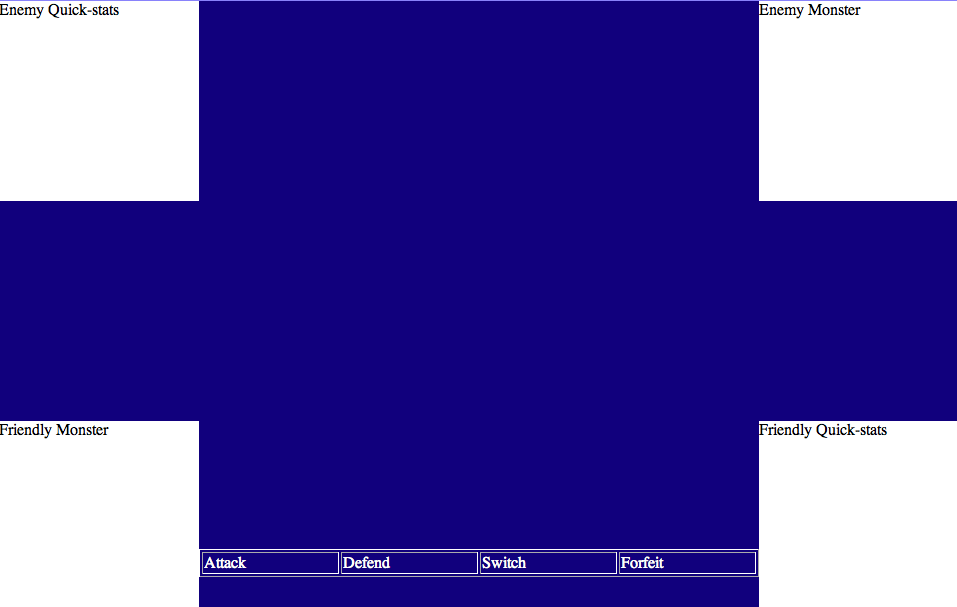 Enemy Quick-stats
Enemy Monster
Friendly Monster
Friendly Quick-stats
Attack
Defend
Switch
Forfeit